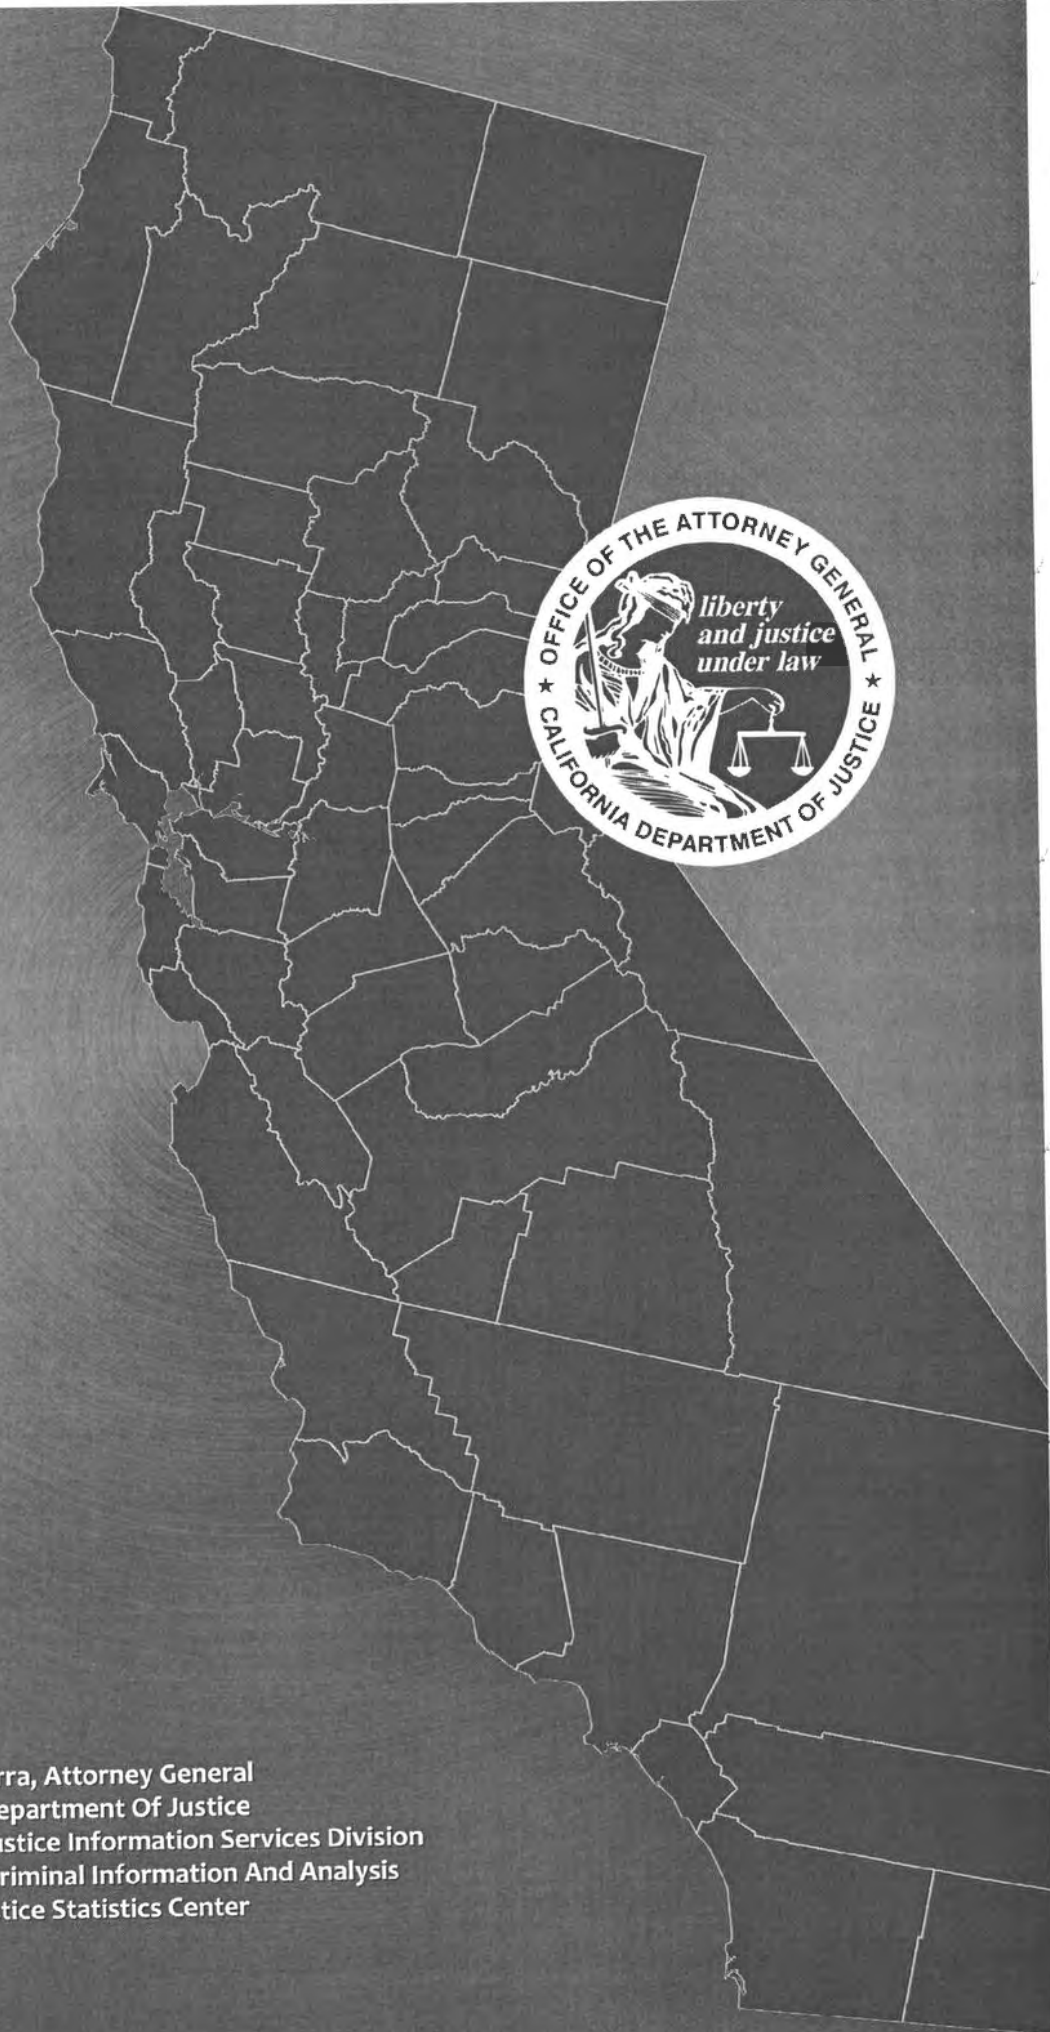 ★ OFFICE OF THE ATTORNEY GENERAL ★
liberty
and justice
under law
CALIFORNIA DEPARTMENT OF JUSTICE
rra, Attorney General
epartment Of Justice
ustice Information Services Division
riminal Information And Analysis
tice Statistics Center